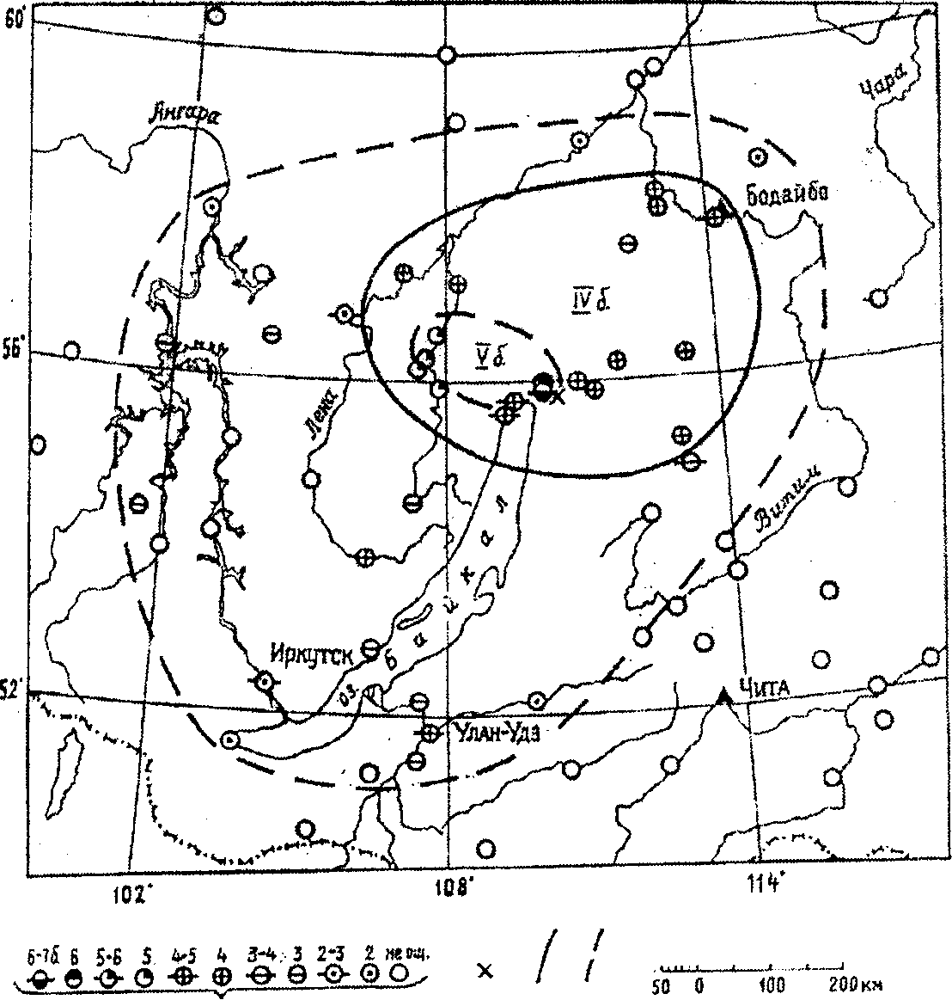 60°
Чара
Ангара
Бодайбо
IV б.
56°
V б.
Лена
Витим
Иркутск
оз. Байкал
52°
Чита
Улан-Удэ
102°
108°
114°
6-7б. 6 5-6 5 4-5 4 3-4 3 2-3 2 не ощ.
50 0 100 200 км